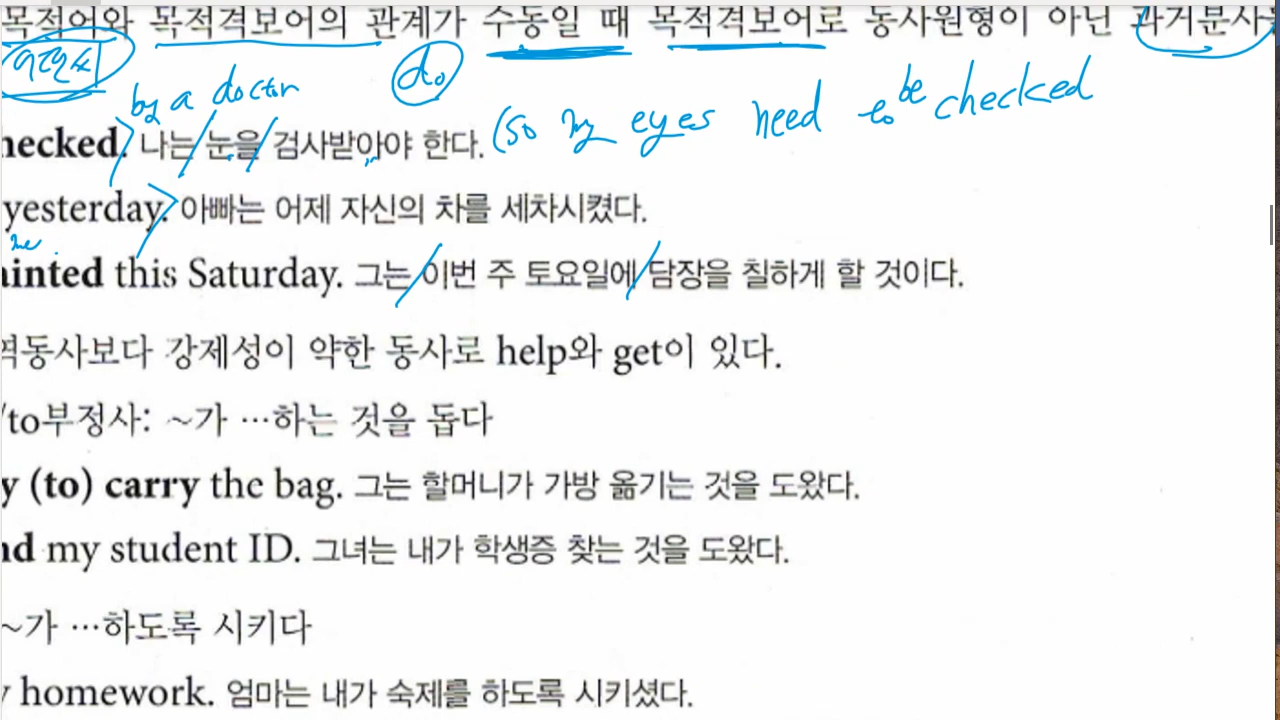 목적어와 목적격보어의 관계가 수동일 때 목적격보어로 동사원형이 아닌 과거분사를
do
by a doctor
(so my eyes need to be checked
hecked. 나는 눈을 검사받아야 한다.
yesterday. 아빠는 어제 자신의 차를 세차시켰다.
me
ainted this Saturday. 그는 이번 주 토요일에 담장을 칠하게 할 것이다.
역동사보다 강제성이 약한 동사로 help와 get이 있다.
/to부정사: ~가 …하는 것을 돕다
y (to) carry the bag. 그는 할머니가 가방 옮기는 것을 도왔다.
nd my student ID. 그녀는 내가 학생증 찾는 것을 도왔다.
~가 …하도록 시키다
y homework. 엄마는 내가 숙제를 하도록 시키셨다.